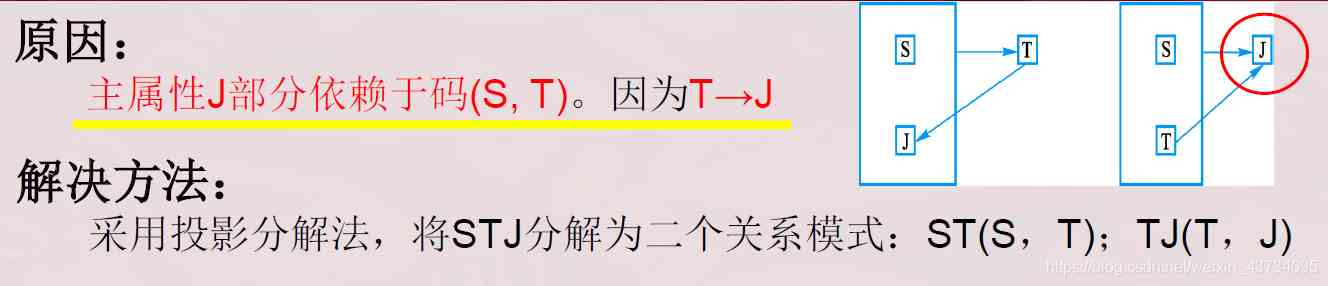 原因：
主属性J部分依赖于码(S, T)。因为T→J
解决方法：
采用投影分解法，将STJ分解为二个关系模式：ST(S，T)；TJ(T，J)
S T
J
S J
T
https://blog.csdn.net/weixin_43734095